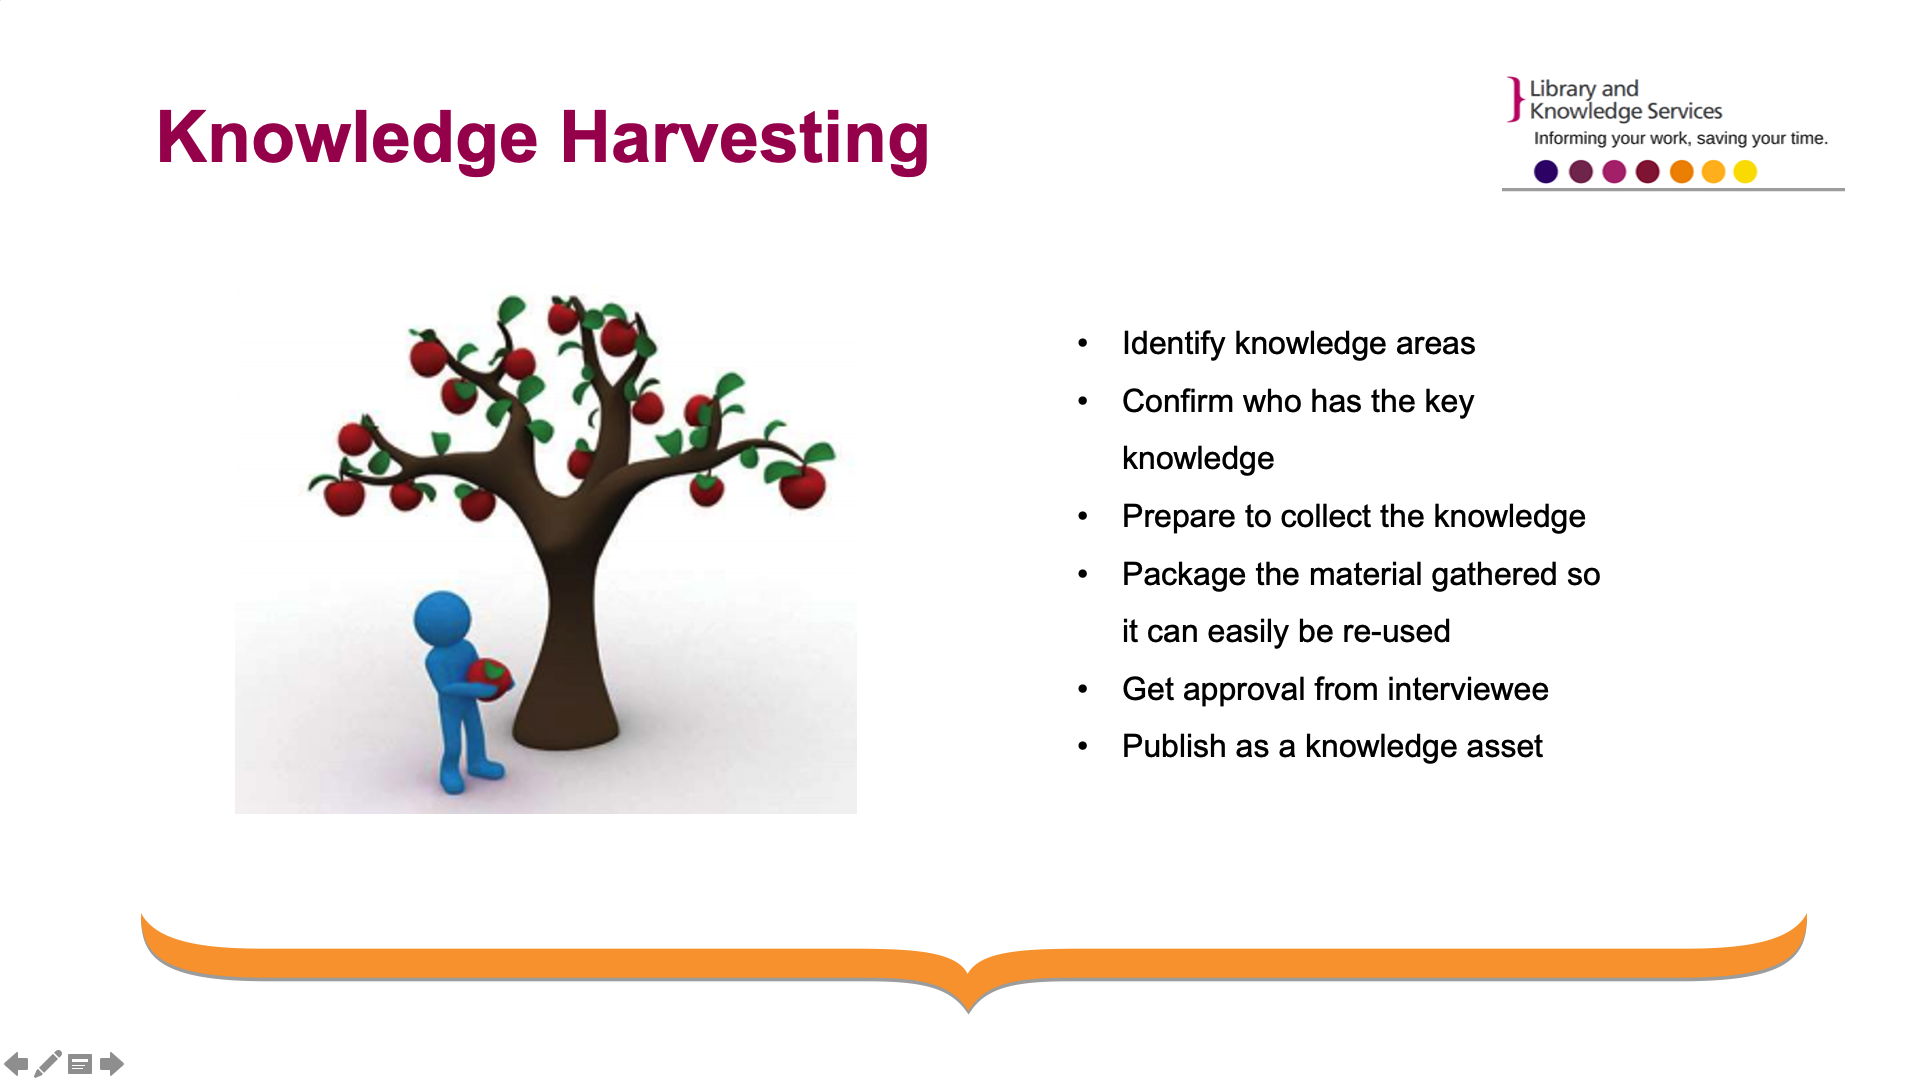 Knowledge Harvesting
Library and
Knowledge Services
Informing your work, saving your time.
• Identify knowledge areas
• Confirm who has the key
knowledge
• Prepare to collect the knowledge
• Package the material gathered so
it can easily be re-used
• Get approval from interviewee
• Publish as a knowledge asset